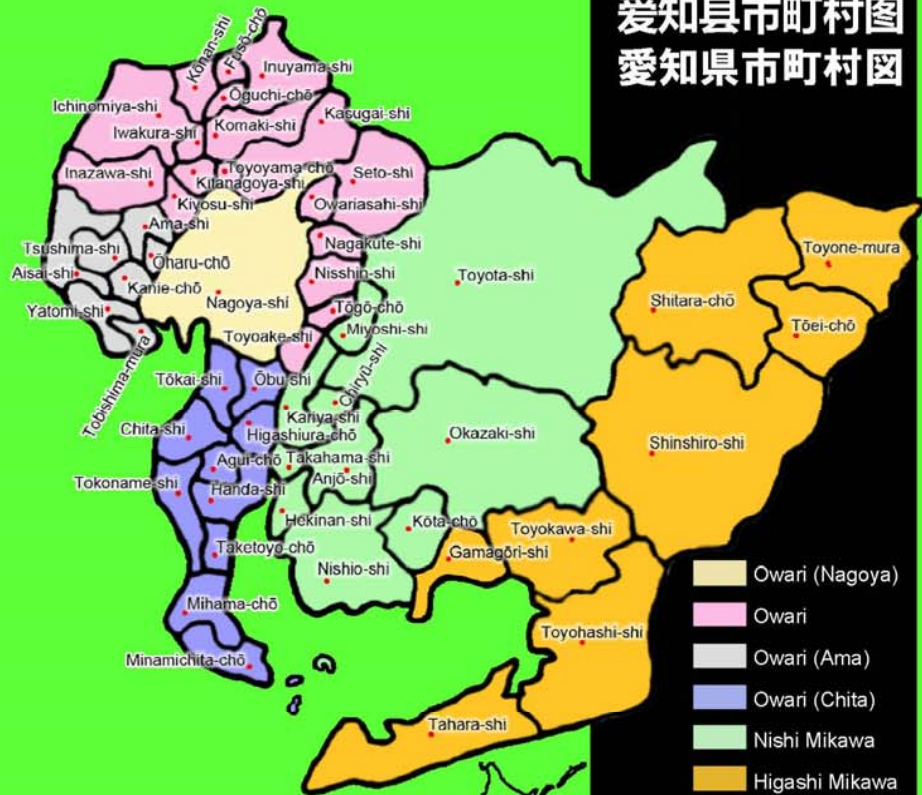 爱知县市町村图
愛知県市町村図
Kōnan-shi
Fusō-chō
Inuyama-shi
Ōguchi-chō
Ichinomiya-shi
Kasugai-shi
Iwakura-shi
Komaki-shi
Inazawa-shi
Toyoyama-chō
Seto-shi
Kitanagoya-shi
Kiyosu-shi
Owariasahi-shi
Ama-shi
Nagakute-shi
Tsushima-shi
Toyone-mura
Ōharu-chō
Aisai-shi
Nisshin-shi
Toyota-shi
Kanie-chō
Nagoya-shi
Shitara-chō
Yatomi-shi
Tōgō-chō
Tōei-chō
Miyoshi-shi
Toyoake-shi
Tobishima-mura
Chiryū-shi
Tōkai-shi
Ōbu-shi
Kariya-shi
Chita-shi
Higashiura-chō
Okazaki-shi
Shinshiro-shi
Agui-chō
Takahama-shi
Anjō-shi
Tokoname-shi
Handa-shi
Hekinan-shi
Kōta-chō
Toyokawa-shi
Taketoyo-chō
Gamagōri-shi
Nishio-shi
Mihama-chō
Toyohashi-shi
Minamichita-chō
Tahara-shi
Owari (Nagoya)
Owari
Owari (Ama)
Owari (Chita)
Nishi Mikawa
Higashi Mikawa